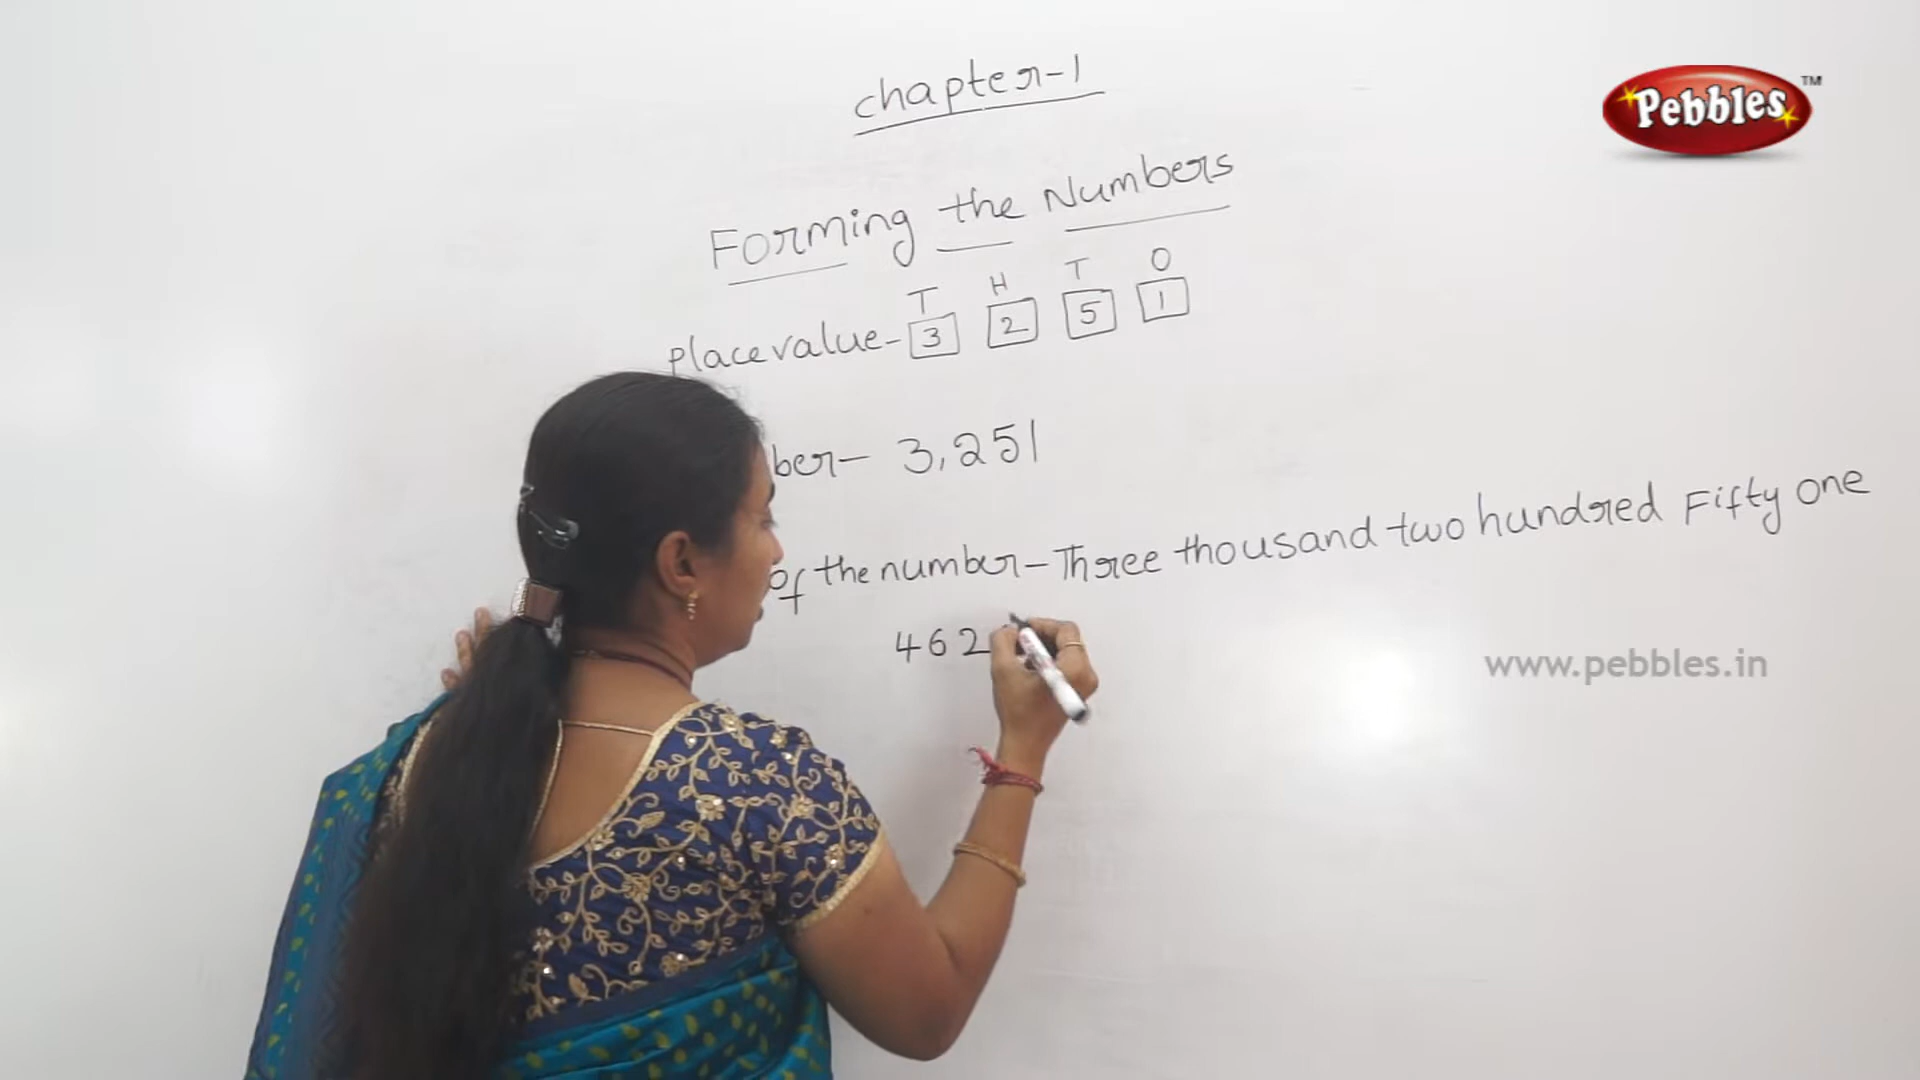 chapter-1
Pebbles TM
Forming the Numbers
T H T O
Place value- 3 2 5 1
ber- 3,251
of the number- Three thousand two hundred Fifty one
462
www.pebbles.in